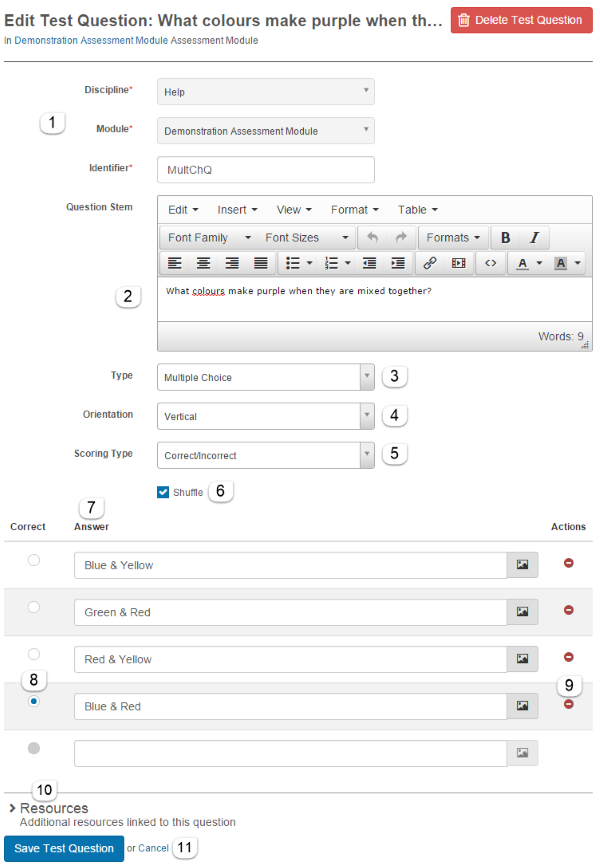 Edit Test Question: What colours make purple when th... Delete Test Question
In Demonstration Assessment Module Assessment Module
Discipline* Help
1
Module* Demonstration Assessment Module
Identifier* MultChQ
Question Stem
Edit Insert View Format Table
Font Family Font Sizes Formats B I
A A
What colours make purple when they are mixed together?
2
Words: 9
Type Multiple Choice 3
Orientation Vertical 4
Scoring Type Correct/Incorrect 5
Shuffle 6
7
Correct Answer Actions
Blue & Yellow
Green & Red
Red & Yellow
8 9
Blue & Red
10
Resources
Additional resources linked to this question
Save Test Question or Cancel 11